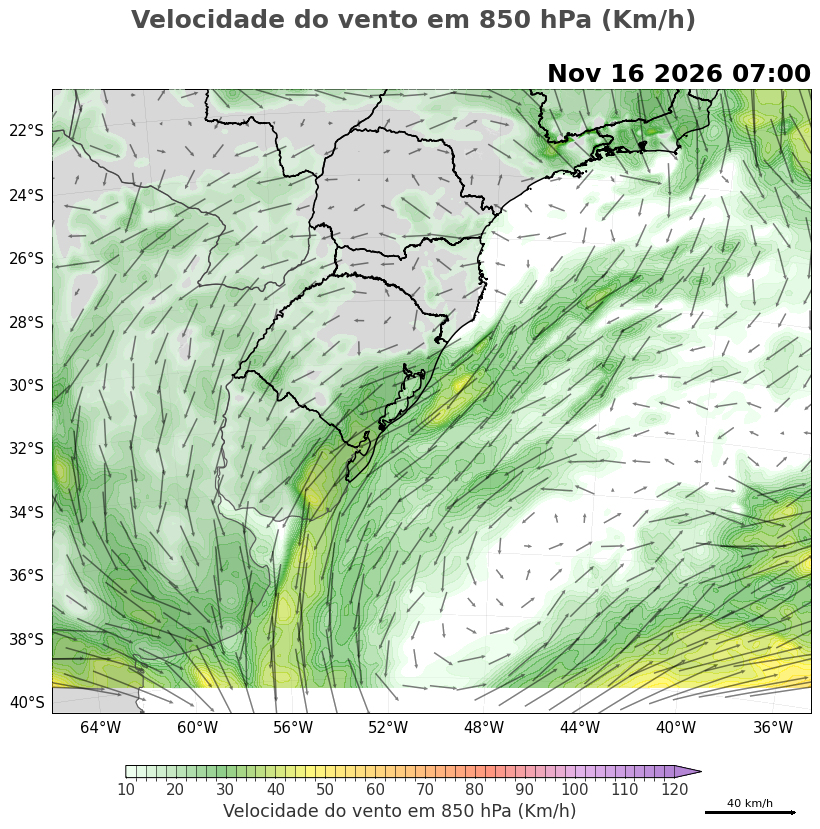 Velocidade do vento em 850 hPa (Km/h)
Nov 16 2026 07:00
22°S
24°S
26°S
28°S
30°S
32°S
34°S
36°S
38°S
40°S
64°W 60°W 56°W 52°W 48°W 44°W 40°W 36°W
10 20 30 40 50 60 70 80 90 100 110 120
Velocidade do vento em 850 hPa (Km/h)
40 km/h